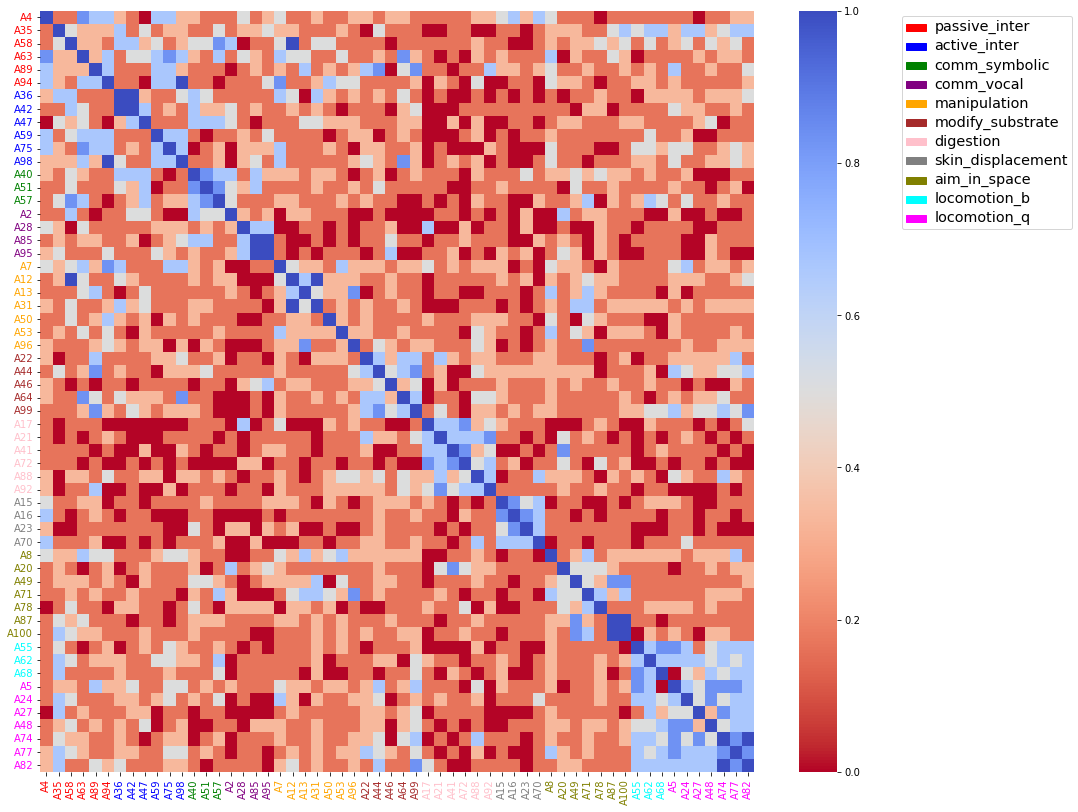 A4
A35
A58
A63
A89
A94
A36
A42
A47
A59
A75
A98
A40
A51
A57
A2
A28
A85
A95
A7
A12
A13
A31
A50
A53
A96
A22
A44
A46
A64
A99
A17
A21
A41
A72
A88
A92
A15
A16
A23
A70
A8
A20
A49
A71
A78
A87
A100
A55
A62
A68
A5
A24
A27
A48
A74
A77
A82
A4 A35 A58 A63 A89 A94 A36 A42 A47 A59 A75 A98 A40 A51 A57 A2 A28 A85 A95 A7 A12 A13 A31 A50 A53 A96 A22 A44 A46 A64 A99 A17 A21 A41 A72 A88 A92 A15 A16 A23 A70 A8 A20 A49 A71 A78 A87 A100 A55 A62 A68 A5 A24 A27 A48 A74 A77 A82
1.0
0.8
0.6
0.4
0.2
0.0
passive_inter
active_inter
comm_symbolic
comm_vocal
manipulation
modify_substrate
digestion
skin_displacement
aim_in_space
locomotion_b
locomotion_q